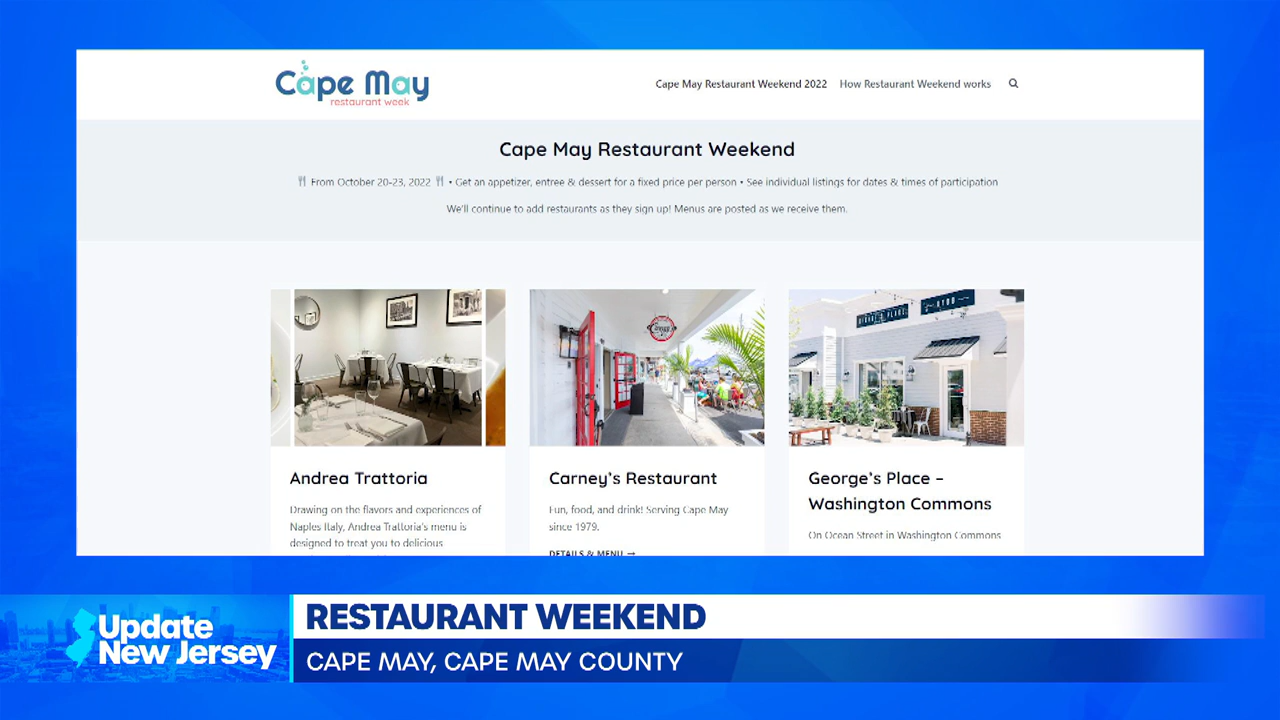 Cape May
restaurant week
Cape May Restaurant Weekend 2022 How Restaurant Weekend works
Cape May Restaurant Weekend
From October 20-23, 2022 • Get an appetizer, entree & dessert for a fixed price per person • See individual listings for dates & times of participation
We'll continue to add restaurants as they sign up! Menus are posted as we receive them.
Andrea Trattoria
Drawing on the flavors and experiences of
Naples Italy, Andrea Trattoria's menu is
designed to treat you to delicious
Carney's Restaurant
Fun, food, and drink! Serving Cape May
since 1979.
DETAILS & MENU →
George's Place –
Washington Commons
On Ocean Street in Washington Commons
Update
New Jersey
RESTAURANT WEEKEND
CAPE MAY, CAPE MAY COUNTY